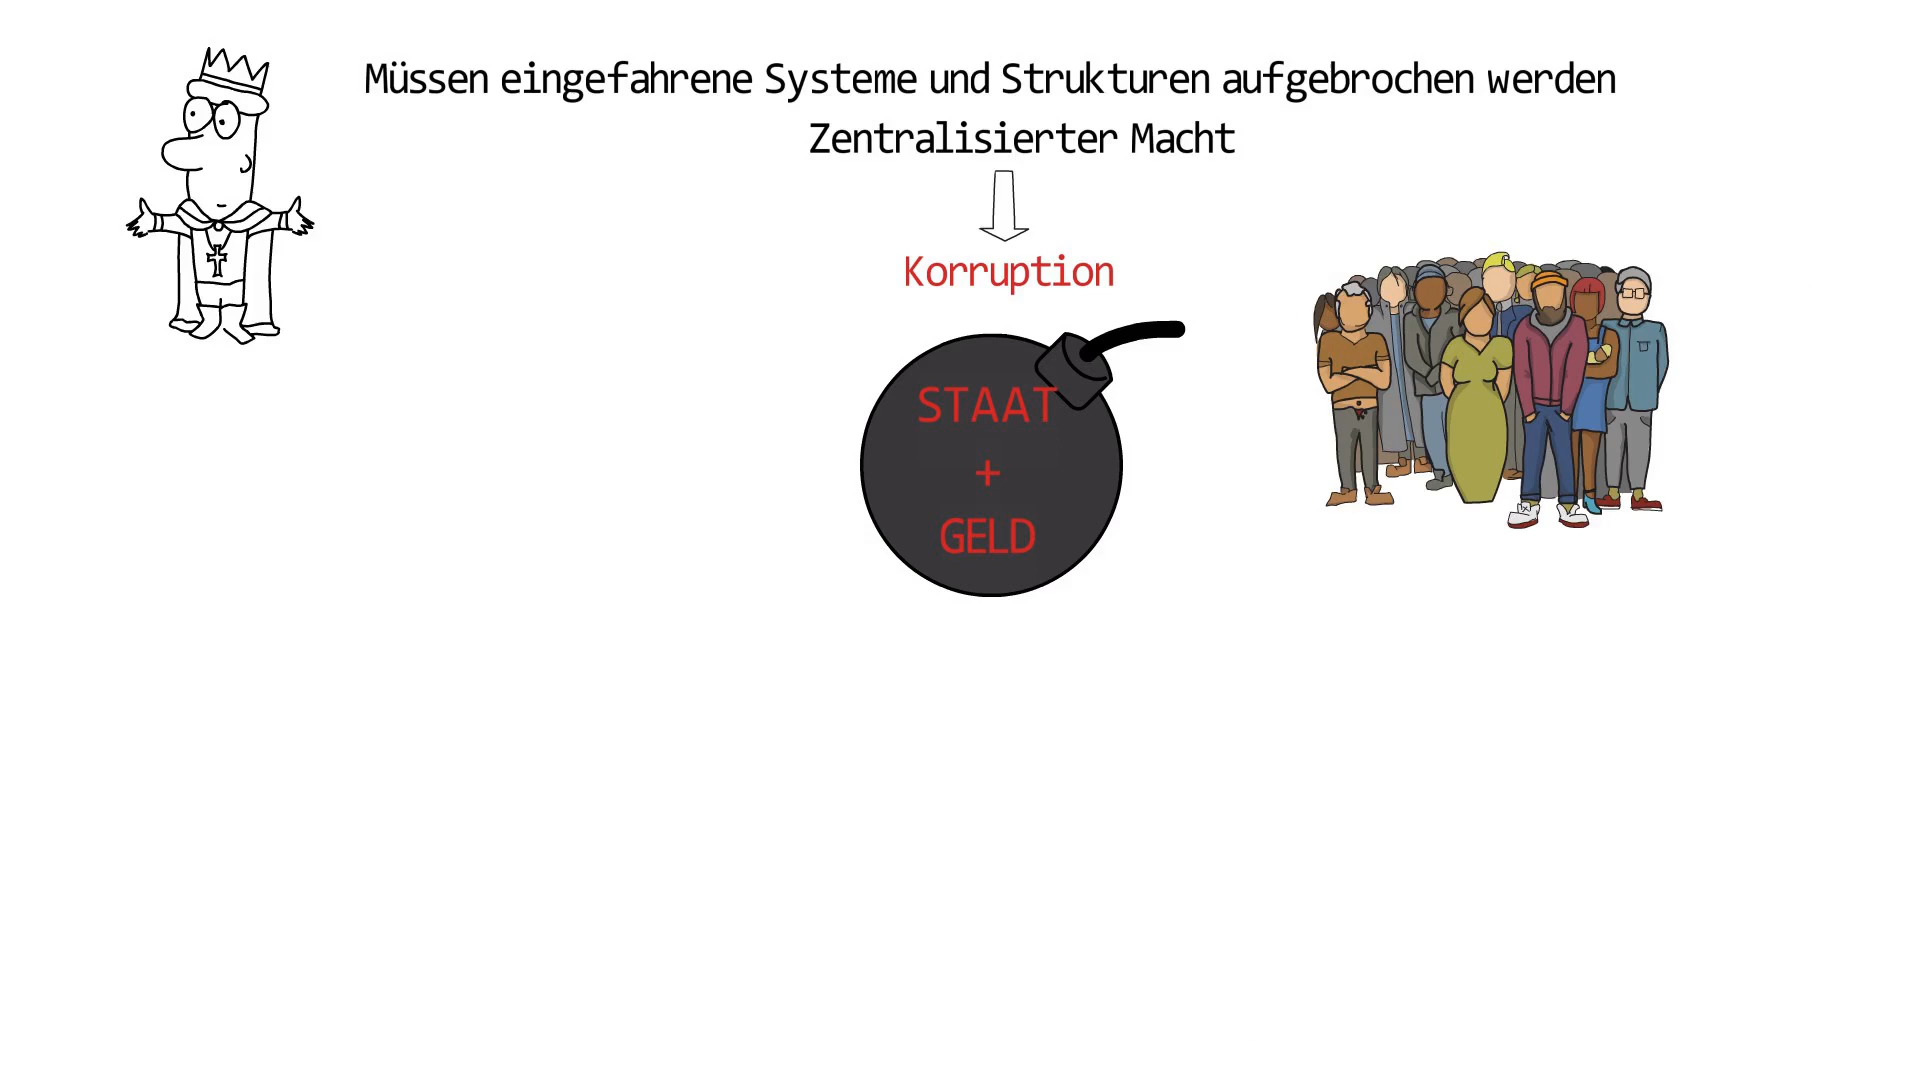 Müssen eingefahrene Systeme und Strukturen aufgebrochen werden
Zentralisierter Macht
Korruption
STAAT
+
GELD